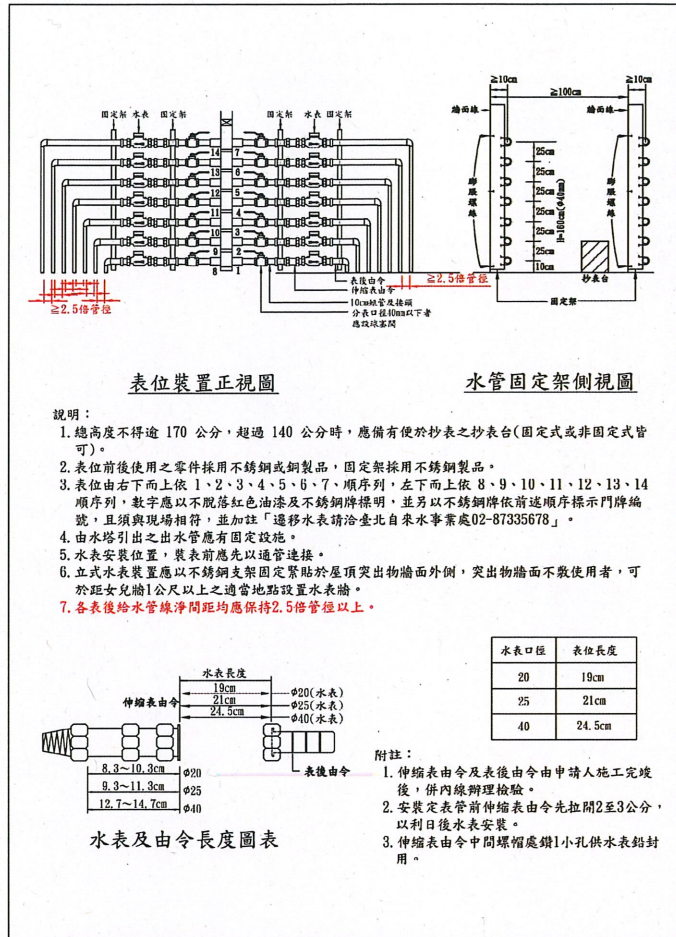 ≧10cm
≧100cm
≧10cm
固定架 水表 固定架
固定架 水表 固定架
牆面線
牆面線
14 7
13 6
12 5
11 4
10 3
9 2
8 1
25cm
25cm
25cm
25cm
25cm
25cm
10cm
H=160cm(Φ40mm)
膨脹螺絲
膨脹螺絲
≧2.5倍管徑
≧2.5倍管徑
表後由令
伸縮表由令
10cm短管及接頭
分表口徑40mm以下者
應設球塞閥
抄表台
固定架
表位裝置正視圖
水管固定架側視圖
說明：
1.總高度不得逾 170 公分，超過 140 公分時，應備有便於抄表之抄表台(固定式或非固定式皆
可)。
2.表位前後使用之零件採用不銹鋼或銅製品，固定架採用不銹鋼製品。
3.表位由右下而上依 1、2、3、4、5、6、7、順序列，左下而上依 8、9、10、11、12、13、14
順序列，數字應以不脫落紅色油漆及不銹鋼牌標明，並另以不銹鋼牌依前述順序標示門牌編
號，且須與現場相符，並加註「遷移水表請洽臺北自來水事業處02-87335678」。
4.由水塔引出之出水管應有固定設施。
5.水表安裝位置，裝表前應先以通管連接。
6.立式水表裝置應以不銹鋼支架固定緊貼於屋頂突出物牆面外側，突出物牆面不敷使用者，可
於距女兒牆1公尺以上之適當地點設置水表牆。
7.各表後給水管線淨間距均應保持2.5倍管徑以上。
水表長度
19cm
21cm
24.5cm
φ20(水表)
φ25(水表)
φ40(水表)
伸縮表由令
表後由令
8.3~10.3cm φ20
9.3~11.3cm φ25
12.7~14.7cm φ40
水表及由令長度圖表
水表口徑 表位長度
20 19cm
25 21cm
40 24.5cm
附註：
1.伸縮表由令及表後由令由申請人施工完竣
後，併內線辦理檢驗。
2.安裝定表管前伸縮表由令先拉開2至3公分，
以利日後水表安裝。
3.伸縮表由令中間螺帽處鑽1小孔供水表鉛封
用。